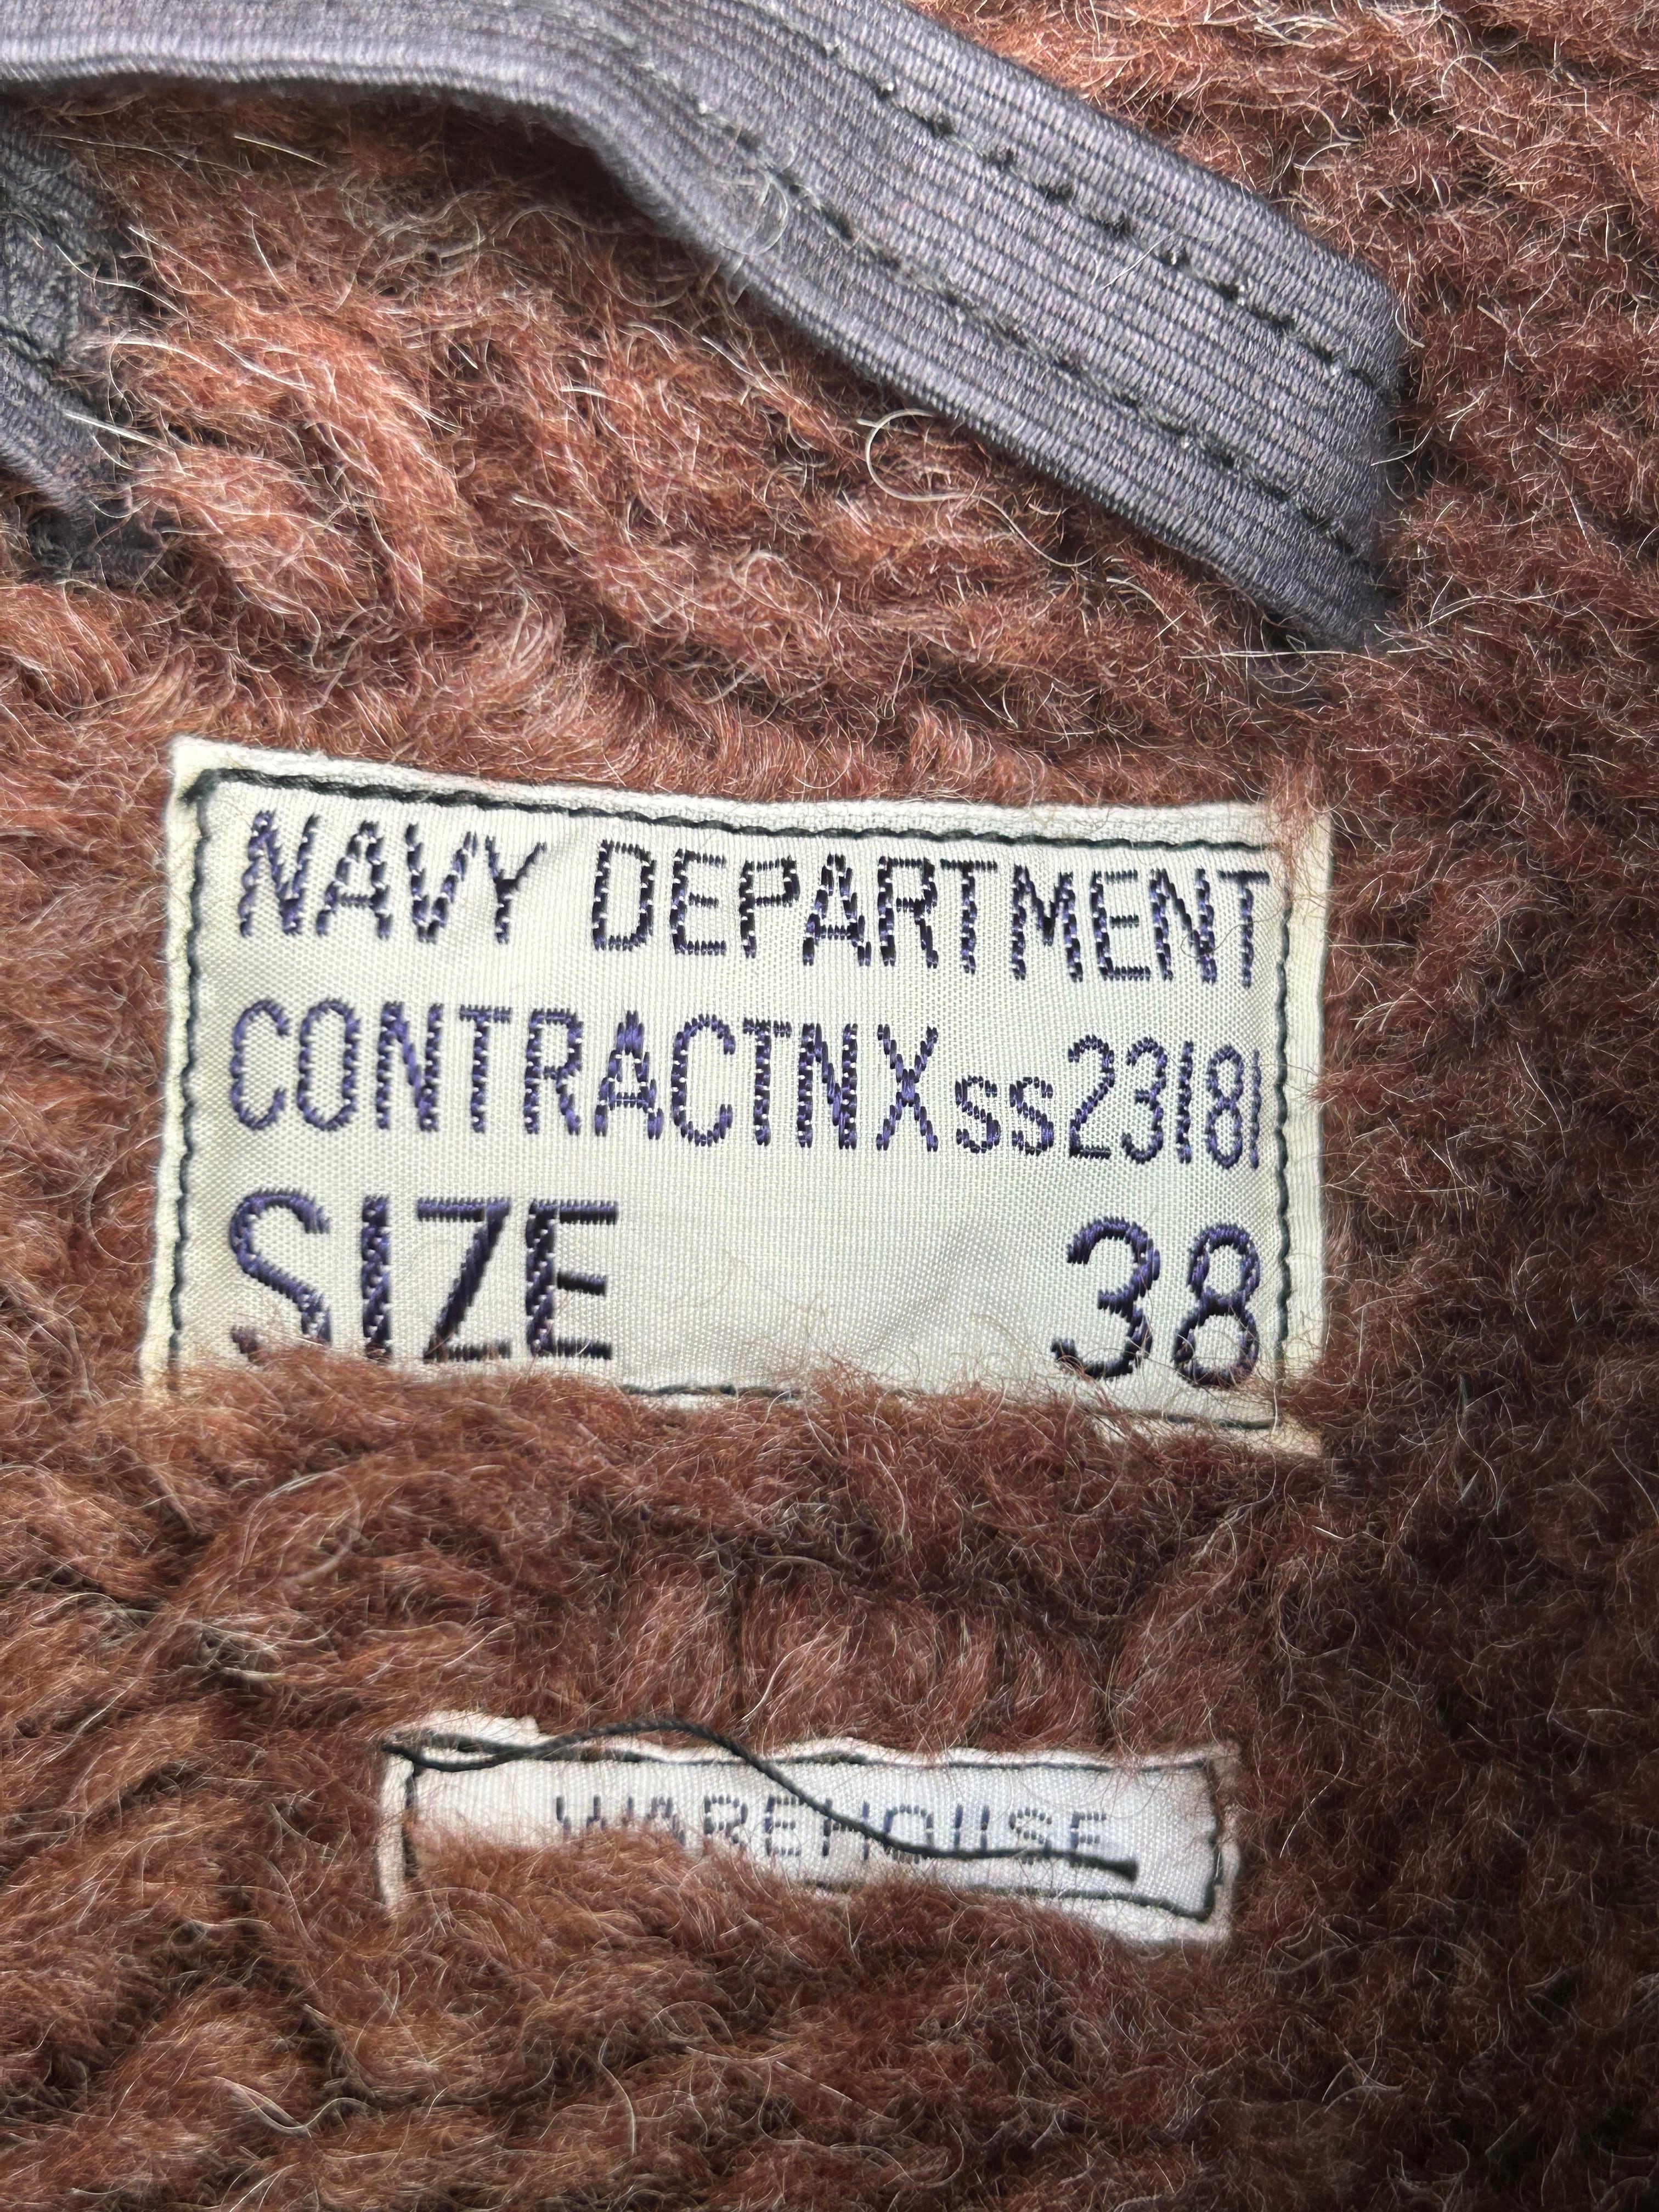 NAVY DEPARTMENT
CONTRACTNXss23181
SIZE 38
WAREHOUSE